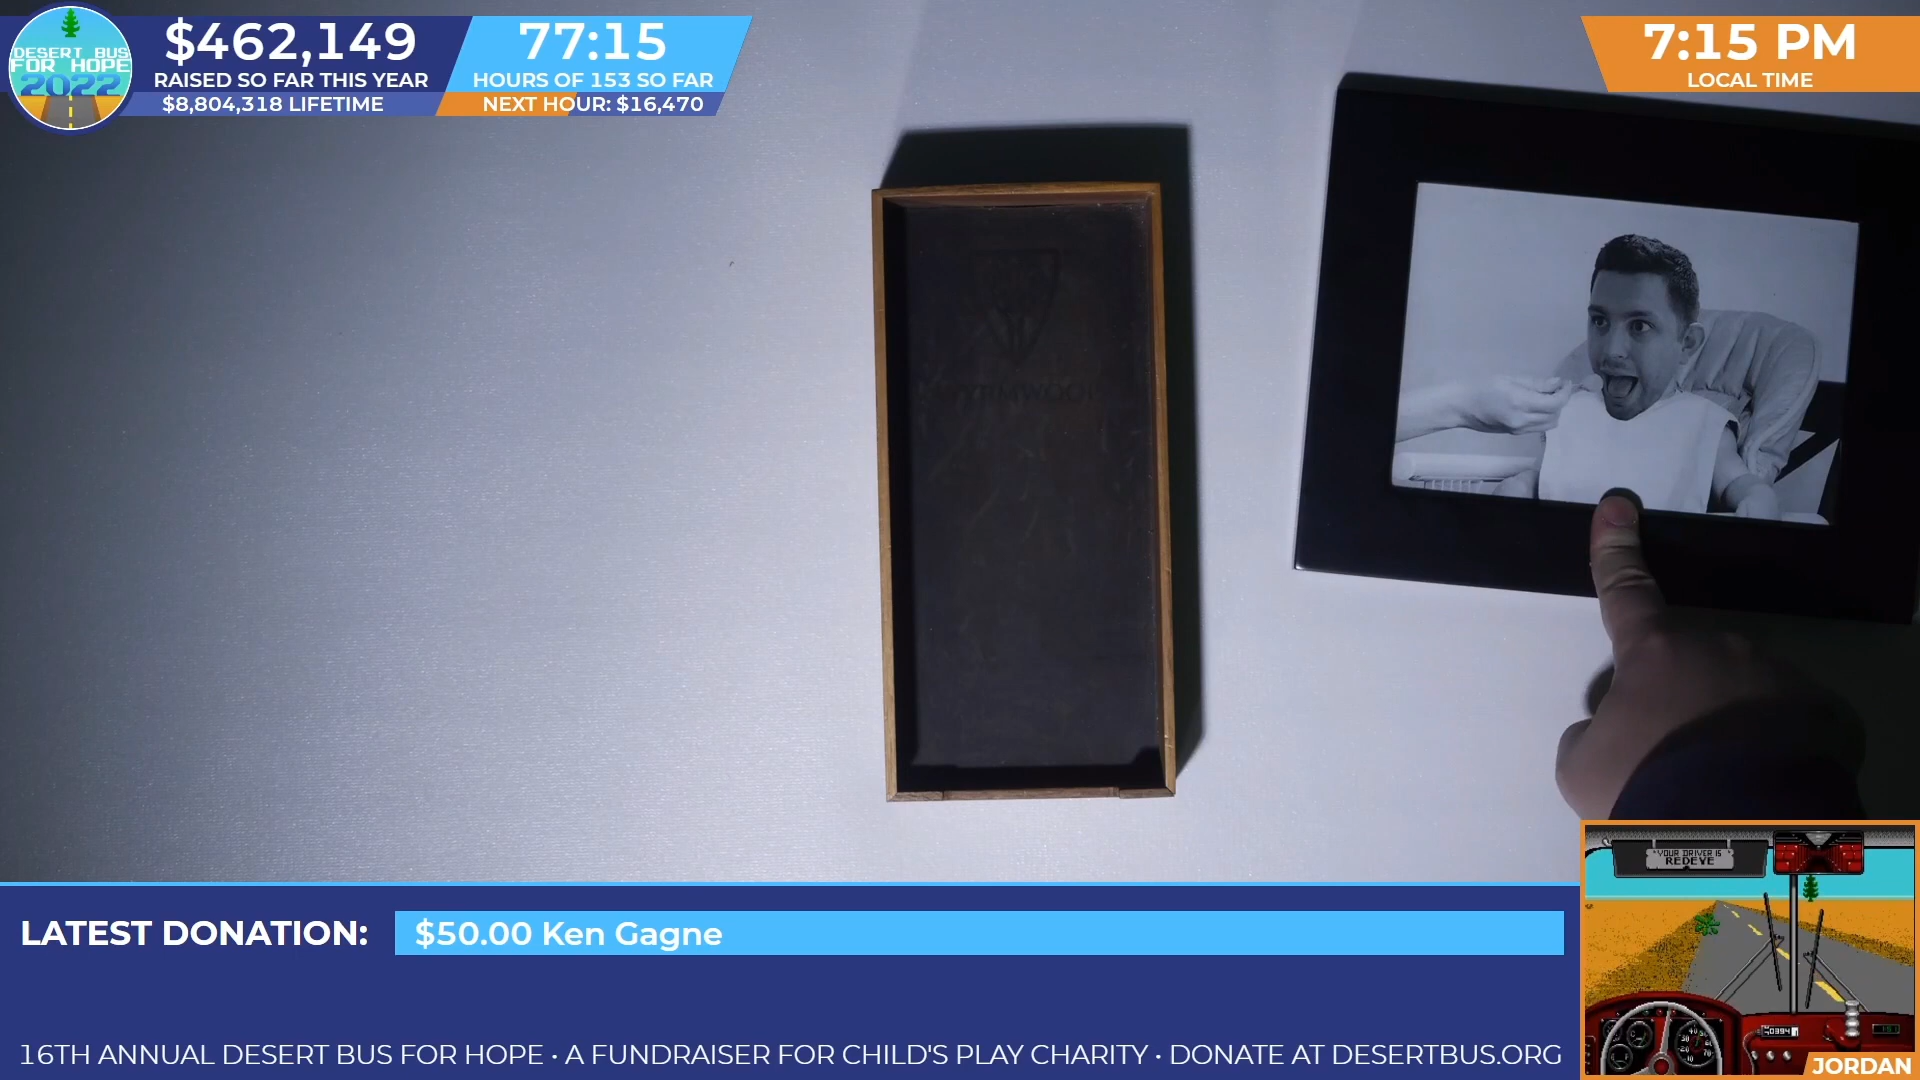 DESERT BUS
FOR HOPE
2022
$462,149
RAISED SO FAR THIS YEAR
$8,804,318 LIFETIME
77:15
HOURS OF 153 SO FAR
NEXT HOUR: $16,470
7:15 PM
LOCAL TIME
YOUR DRIVER IS
REDEYE
LATEST DONATION:
$50.00 Ken Gagne
16TH ANNUAL DESERT BUS FOR HOPE • A FUNDRAISER FOR CHILD'S PLAY CHARITY • DONATE AT DESERTBUS.ORG
JORDAN